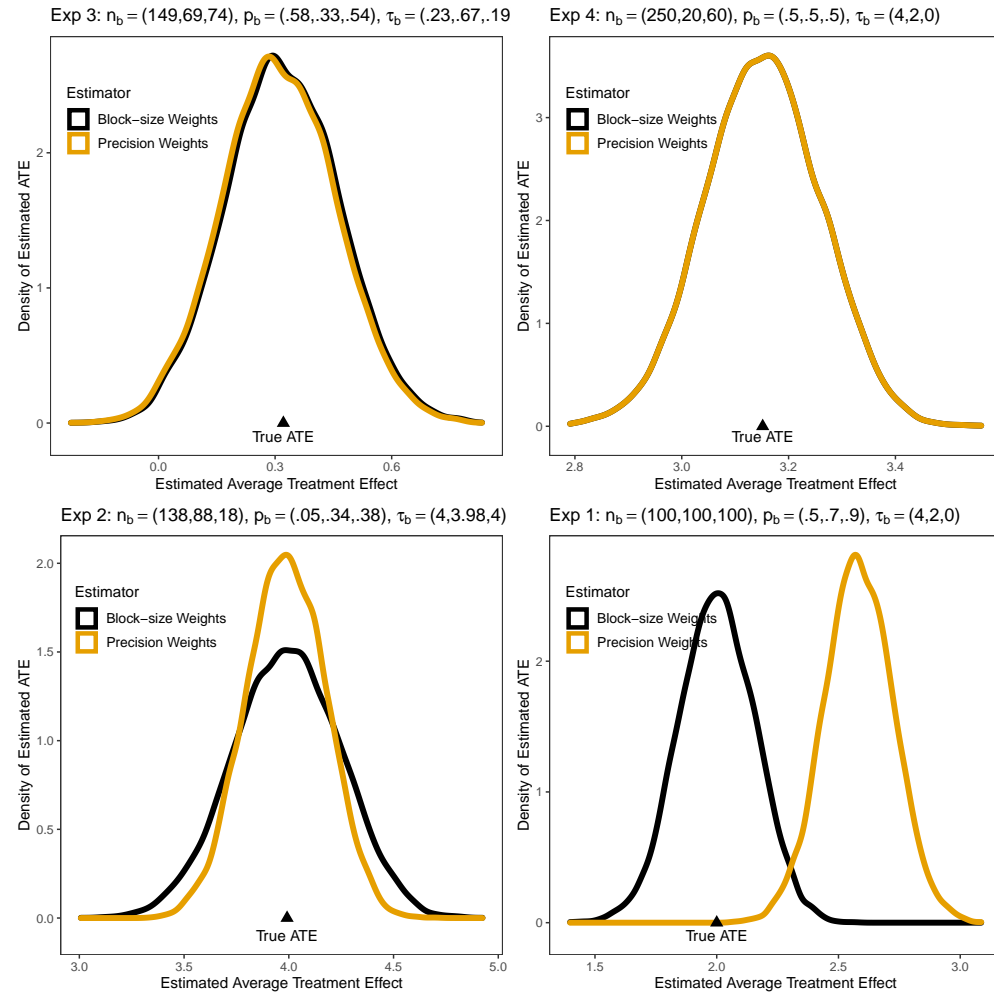 Exp 3: n_b = (149,69,74), p_b = (.58,.33,.54), τ_b = (.23,.67,.19
Estimator
Block−size Weights
Precision Weights
Density of Estimated ATE
2
1
0
True ATE
0.0 0.3 0.6
Estimated Average Treatment Effect
Exp 4: n_b = (250,20,60), p_b = (.5,.5,.5), τ_b = (4,2,0)
Estimator
Block−size Weights
Precision Weights
Density of Estimated ATE
3
2
1
0
True ATE
2.8 3.0 3.2 3.4
Estimated Average Treatment Effect
Exp 2: n_b = (138,88,18), p_b = (.05,.34,.38), τ_b = (4,3.98,4)
Estimator
Block−size Weights
Precision Weights
Density of Estimated ATE
2.0
1.5
1.0
0.5
0.0
True ATE
3.0 3.5 4.0 4.5 5.0
Estimated Average Treatment Effect
Exp 1: n_b = (100,100,100), p_b = (.5,.7,.9), τ_b = (4,2,0)
Estimator
Block−size Weights
Precision Weights
Density of Estimated ATE
2
1
0
True ATE
1.5 2.0 2.5 3.0
Estimated Average Treatment Effect